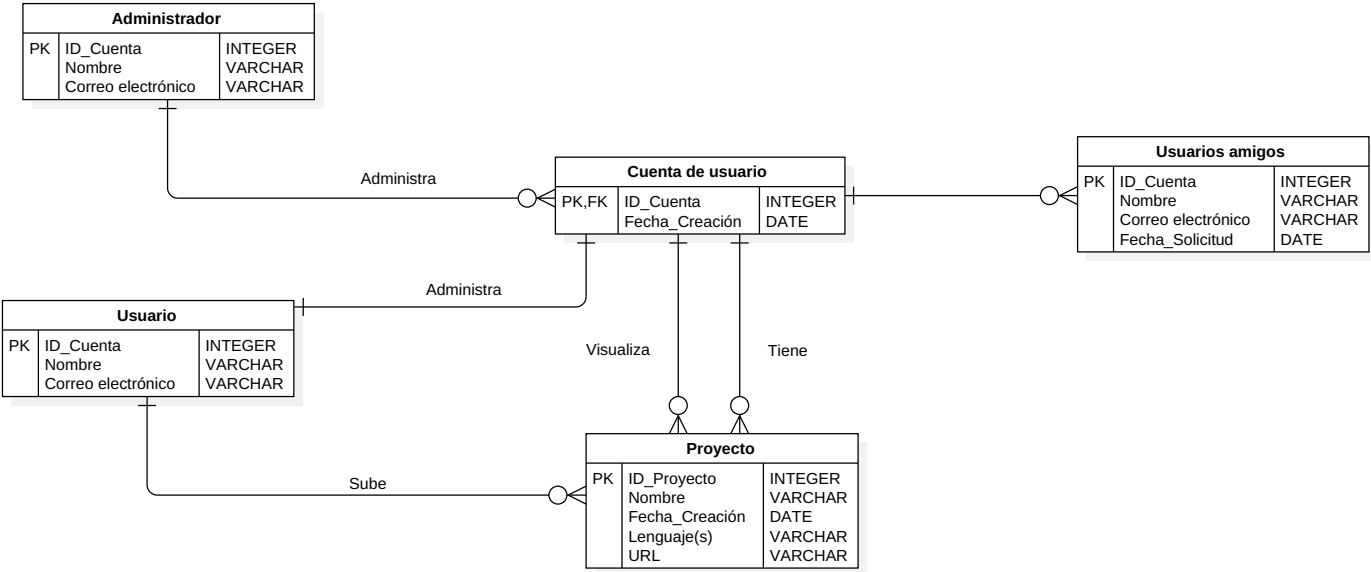 Administrador
PK ID_Cuenta INTEGER
Nombre VARCHAR
Correo electrónico VARCHAR
Administra
Cuenta de usuario
PK,FK ID_Cuenta INTEGER
Fecha_Creación DATE
Usuarios amigos
PK ID_Cuenta INTEGER
Nombre VARCHAR
Correo electrónico VARCHAR
Fecha_Solicitud DATE
Administra
Usuario
PK ID_Cuenta INTEGER
Nombre VARCHAR
Correo electrónico VARCHAR
Visualiza
Tiene
Sube
Proyecto
PK ID_Proyecto INTEGER
Nombre VARCHAR
Fecha_Creación DATE
Lenguaje(s) VARCHAR
URL VARCHAR